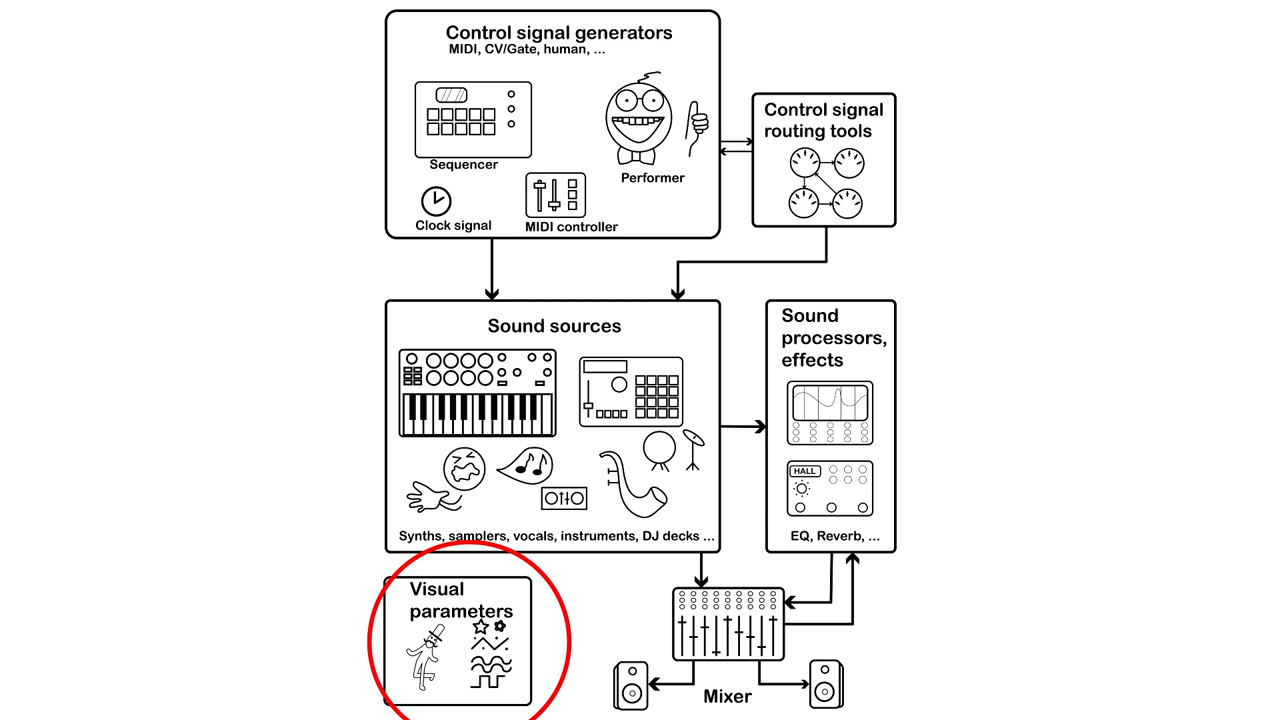 Control signal generators
MIDI, CV/Gate, human, ...
Sequencer
Performer
Clock signal
MIDI controller
Control signal
routing tools
Sound sources
Synths, samplers, vocals, instruments, DJ decks ...
Sound
processors,
effects
HALL
EQ, Reverb, ...
Visual
parameters
Mixer